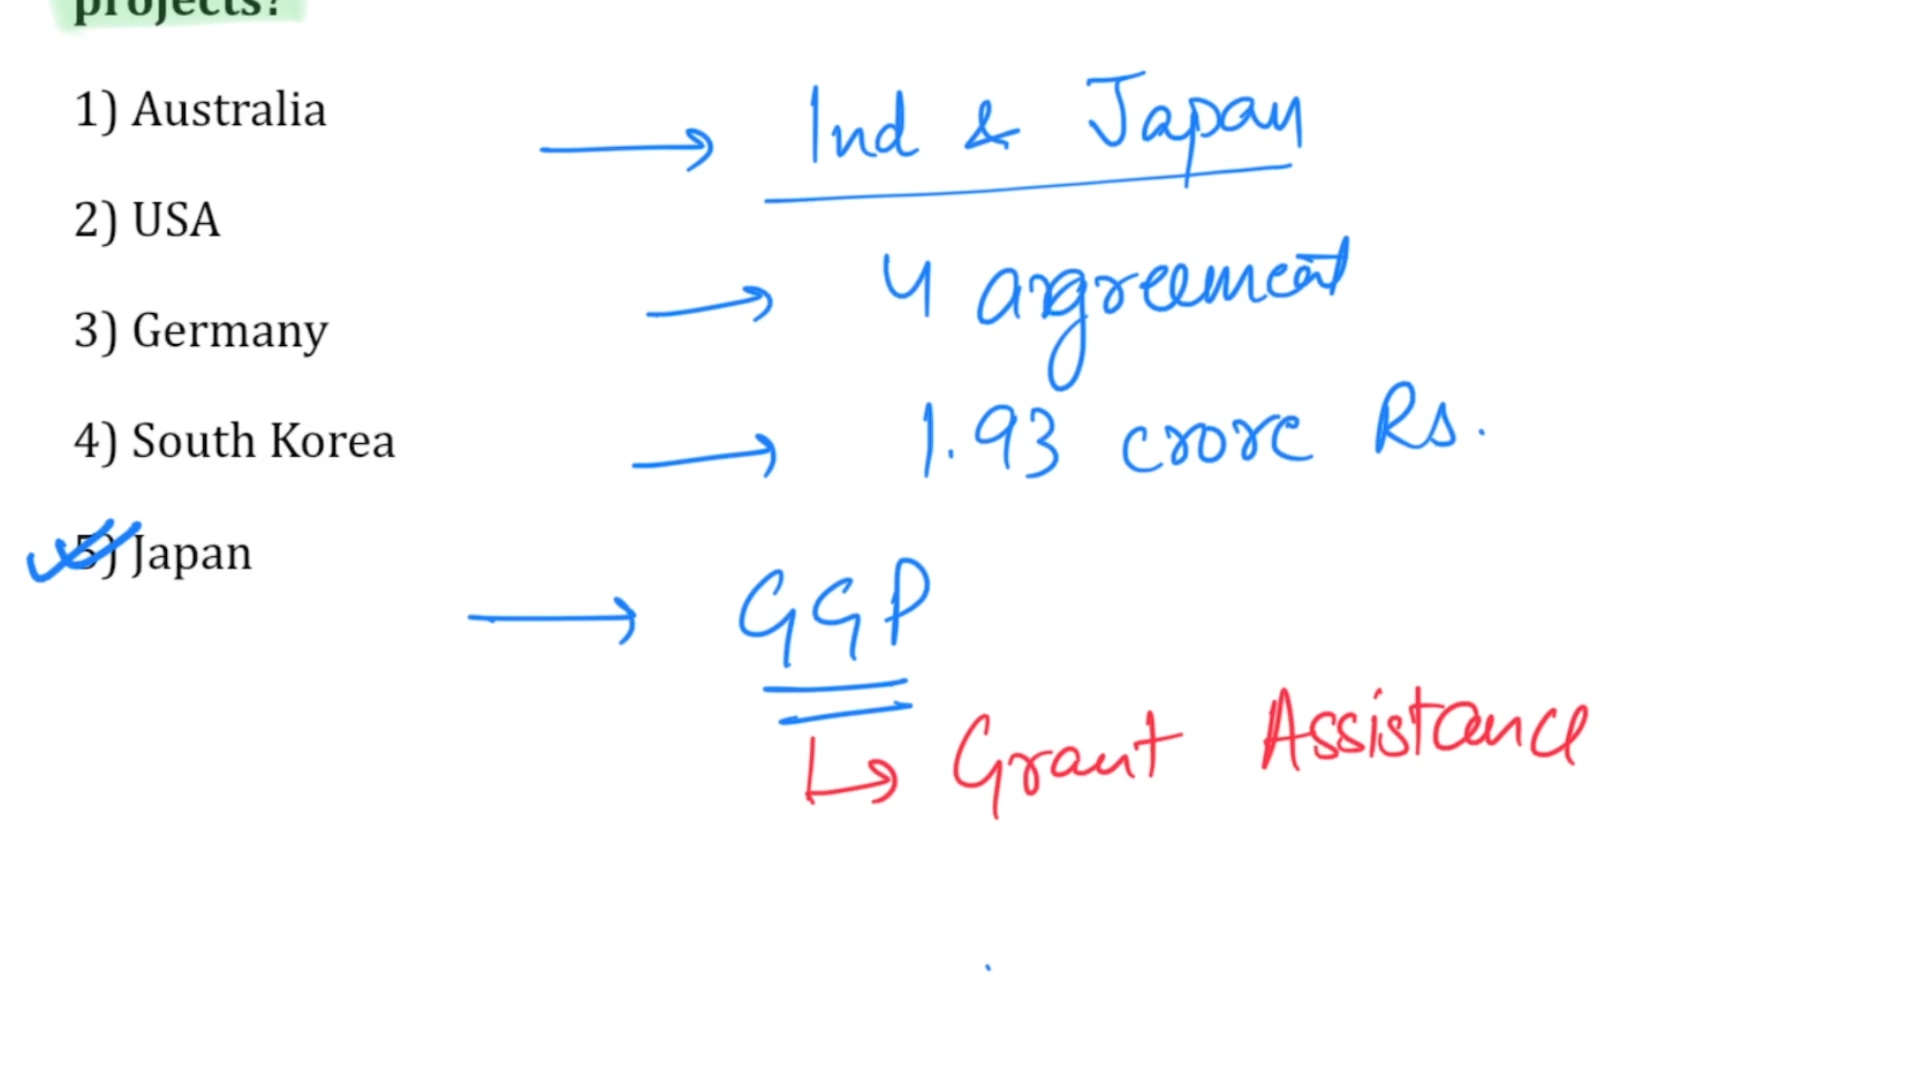 projects?
1) Australia
Ind & Japan
2) USA
4 argreement
3) Germany
4) South Korea
1.93 crore Rs.
5) Japan
GGP
Grant Assistance